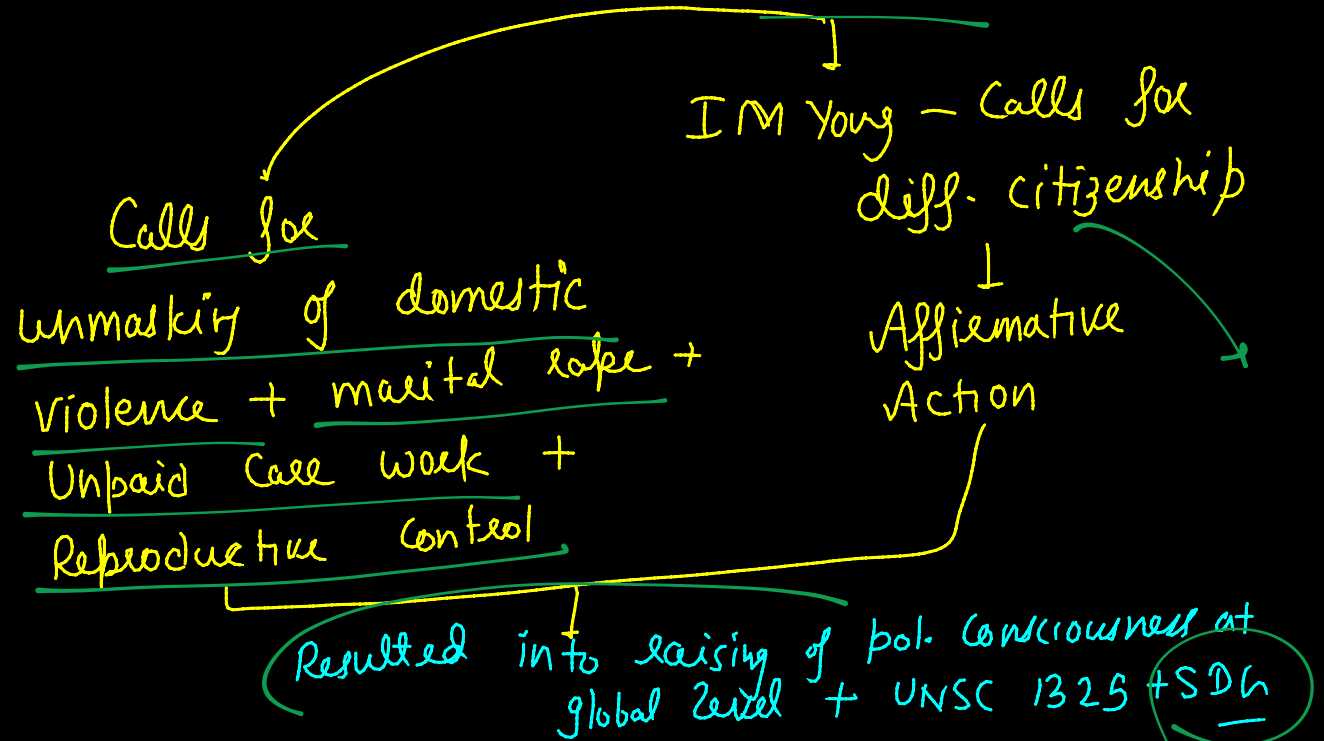 I M Young – Calls for
diff. citizenship
Affirmative
Action
Calls for
unmasking of domestic
violence + marital rape +
Unpaid Care work +
Reproductive Control
Resulted into raising of pol. Consciousness at
global level + UNSC 1325 + SDG